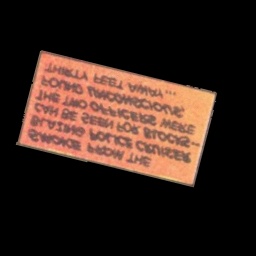 SMOKE FROM THE
BLAZING POLICE CRUISER
CAN BE SEEN FOR BLOCKS--
THE TWO OFFICERS WERE
FOUND UNCONSCIOUS
THIRTY FEET AWAY...